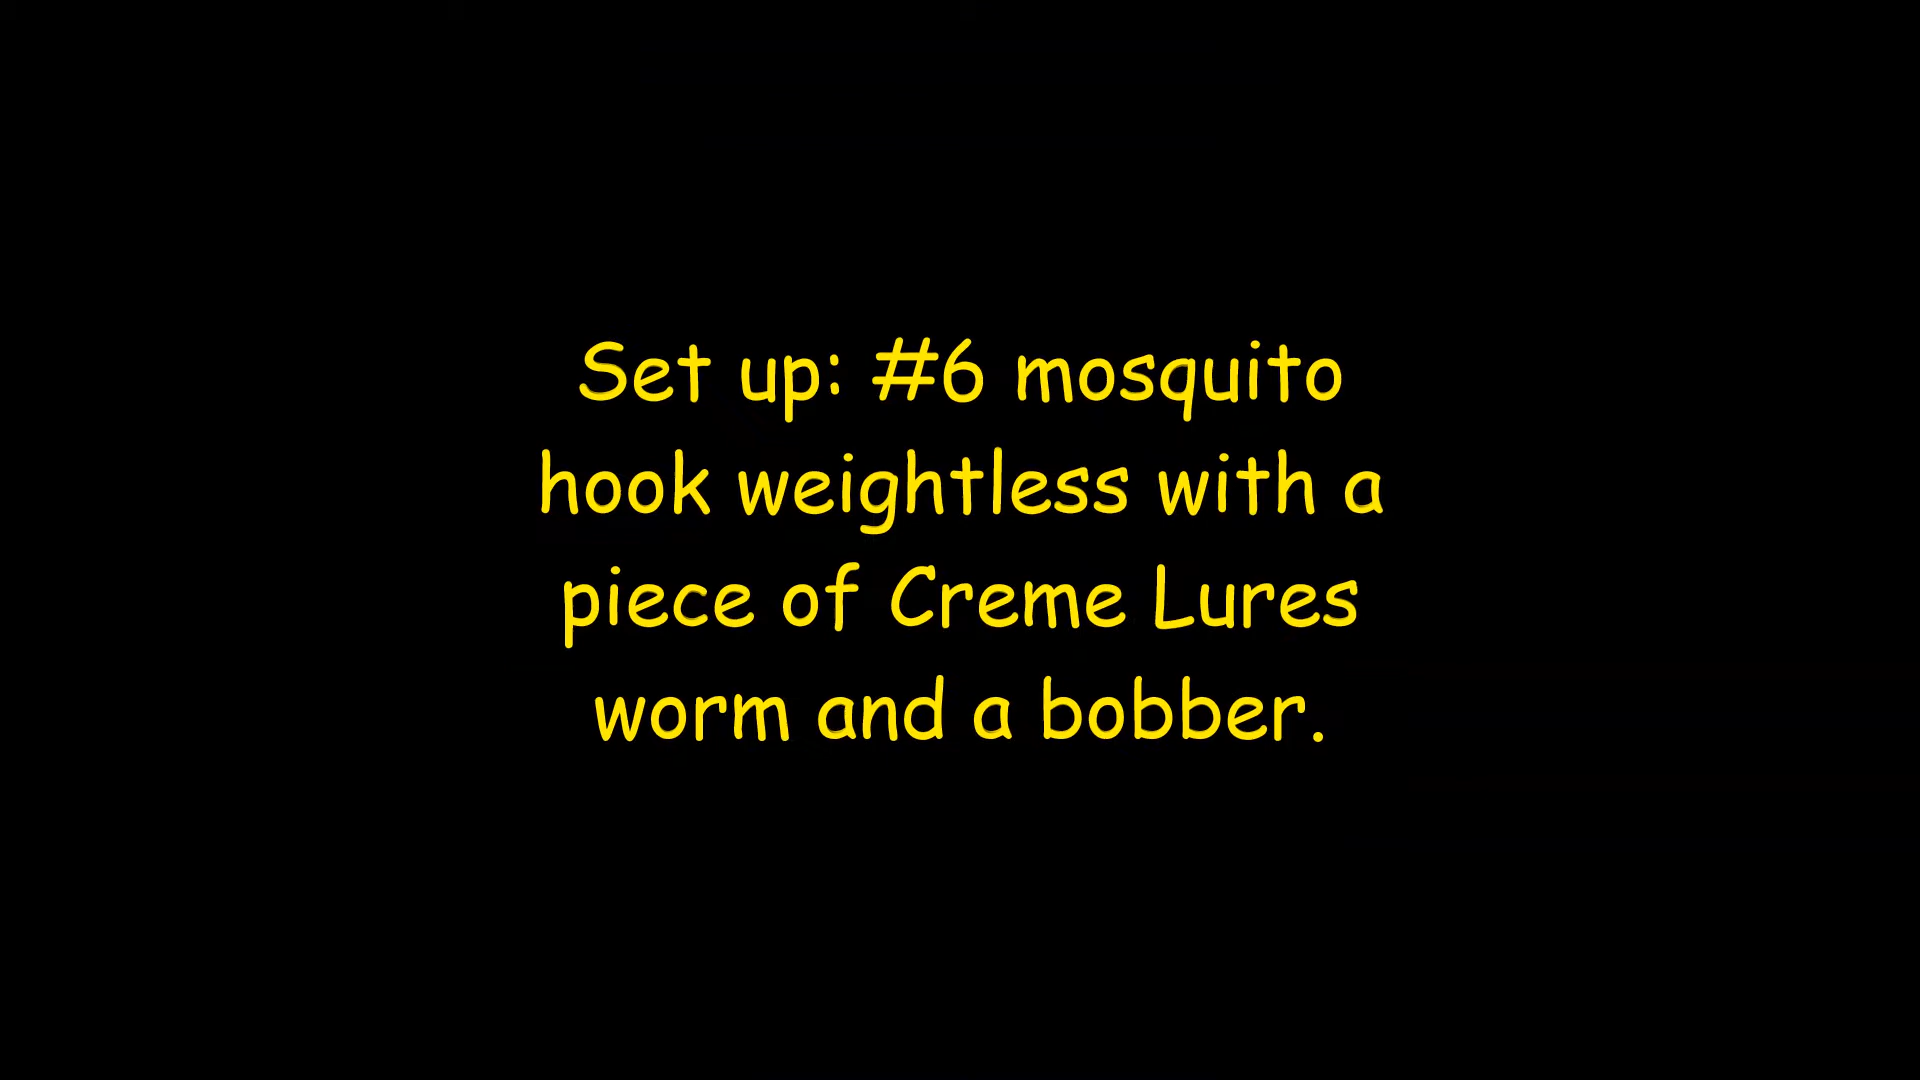 Set up: #6 mosquito
hook weightless with a
piece of Creme Lures
worm and a bobber.